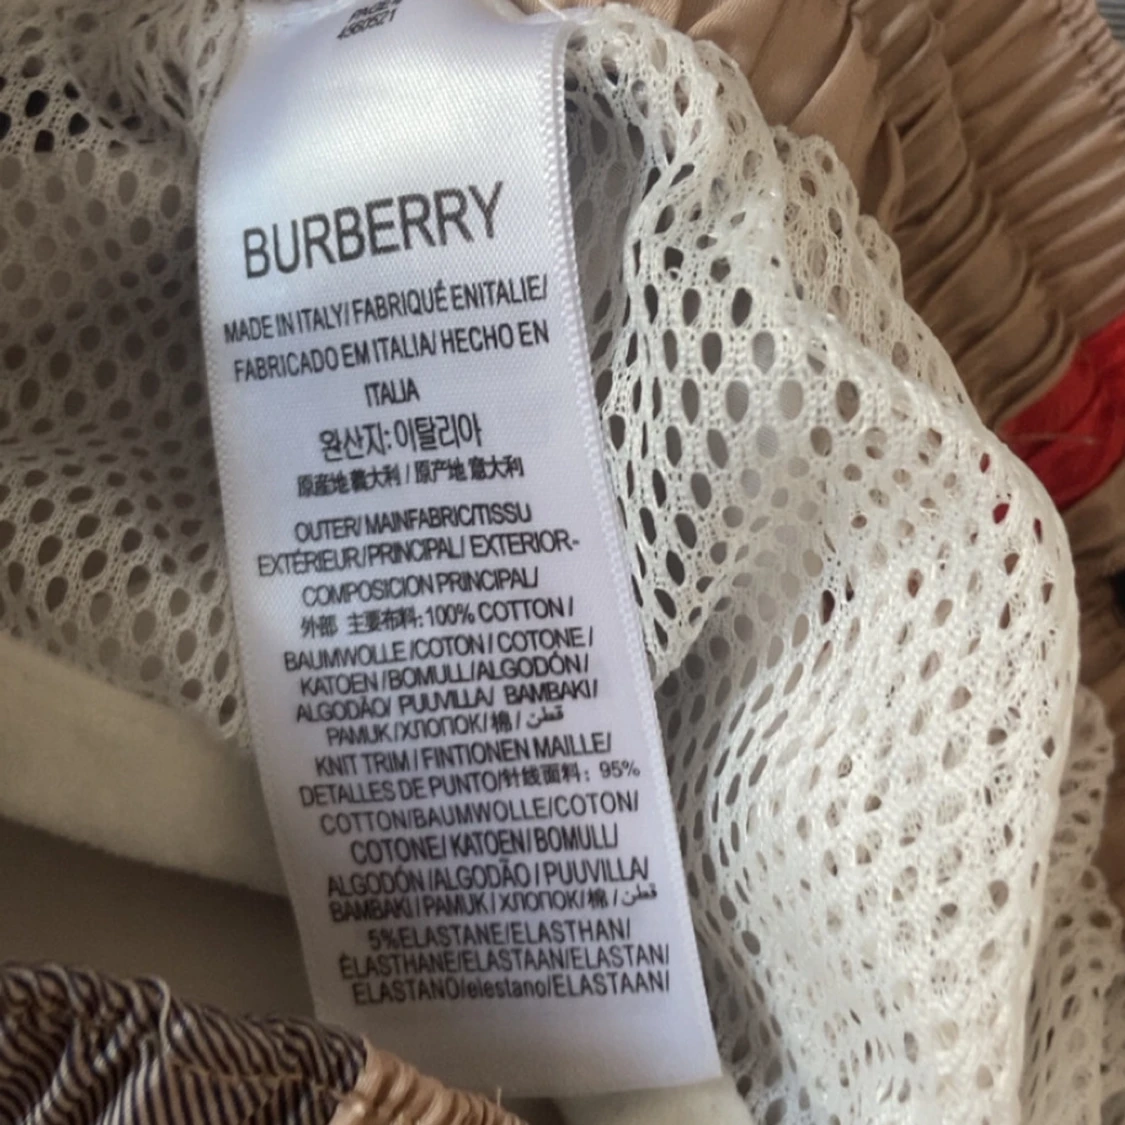 4560521
BURBERRY
MADE IN ITALY/ FABRIQUÉ ENITALIE/
FABRICADO EM ITALIA/ HECHO EN
ITALIA
완산지:이탈리아
原産地 義大利 / 原产地 意大利
OUTER/ MAINFABRIC/TISSU
EXTÉRIEUR/PRINCIPAL/ EXTERIOR-
COMPOSICION PRINCIPAL/
外部 主要布料: 100% COTTON /
BAUMWOLLE /COTON / COTONE /
KATOEN /BOMULL/ALGODÓN/
ALGODÃO/ PUUVILLA/ BAMBAKI/
PAMUK /ХЛОПОК/ 棉 / قطن
KNIT TRIM / FINTIONEN MAILLE/
DETALLES DE PUNTO/针线面料: 95%
COTTON/BAUMWOLLE/COTON/
COTONE/ KATOEN/ BOMULL/
ALGODÓN /ALGODÃO / PUUVILLA/
BAMBAKI / PAMUK / ХЛОПОК/ 棉 / قطن
5%ELASTANE/ELASTHAN/
ÉLASTHANE/ELASTAAN/ELASTAN/
ELASTANO/elestano/ELASTAAN/